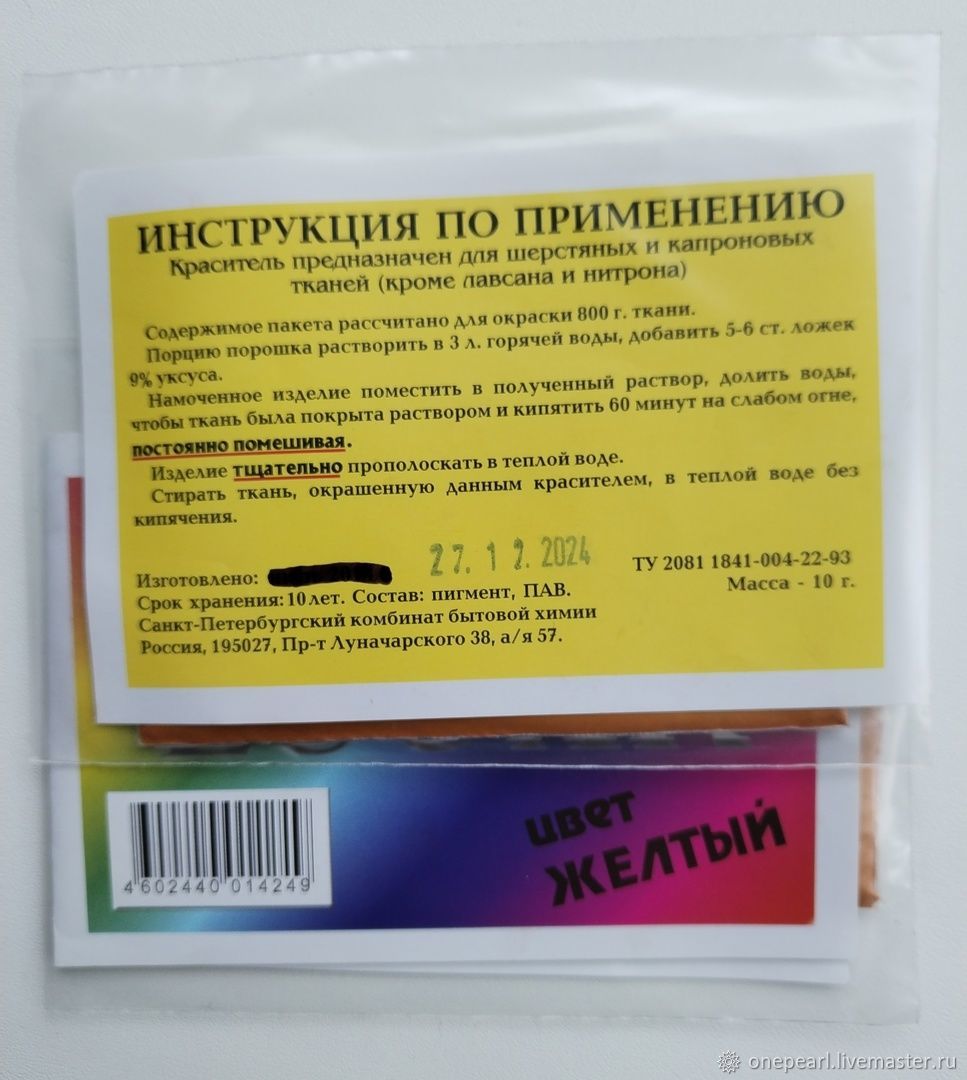 ИНСТРУКЦИЯ ПО ПРИМЕНЕНИЮ
Краситель предназначен для шерстяных и капроновых
тканей (кроме лавсана и нитрона)
Содержимое пакета рассчитано для окраски 800 г. ткани.
Порцию порошка растворить в 3 л. горячей воды, добавить 5-6 ст. ложек
9% уксуса.
Намоченное изделие поместить в полученный раствор, долить воды,
чтобы ткань была покрыта раствором и кипятить 60 минут на слабом огне,
постоянно помешивая.
Изделие тщательно прополоскать в теплой воде.
Стирать ткань, окрашенную данным красителем, в теплой воде без
кипячения.
27. 1 2. 2024
Изготовлено:
ТУ 2081 1841-004-22-93
Срок хранения: 10 лет. Состав: пигмент, ПАВ.
Масса - 10 г.
Санкт-Петербургский комбинат бытовой химии
Россия, 195027, Пр-т Луначарского 38, а/я 57.
цвет
ЖЕЛТЫЙ
4 602440 014249
onepearl.livemaster.ru